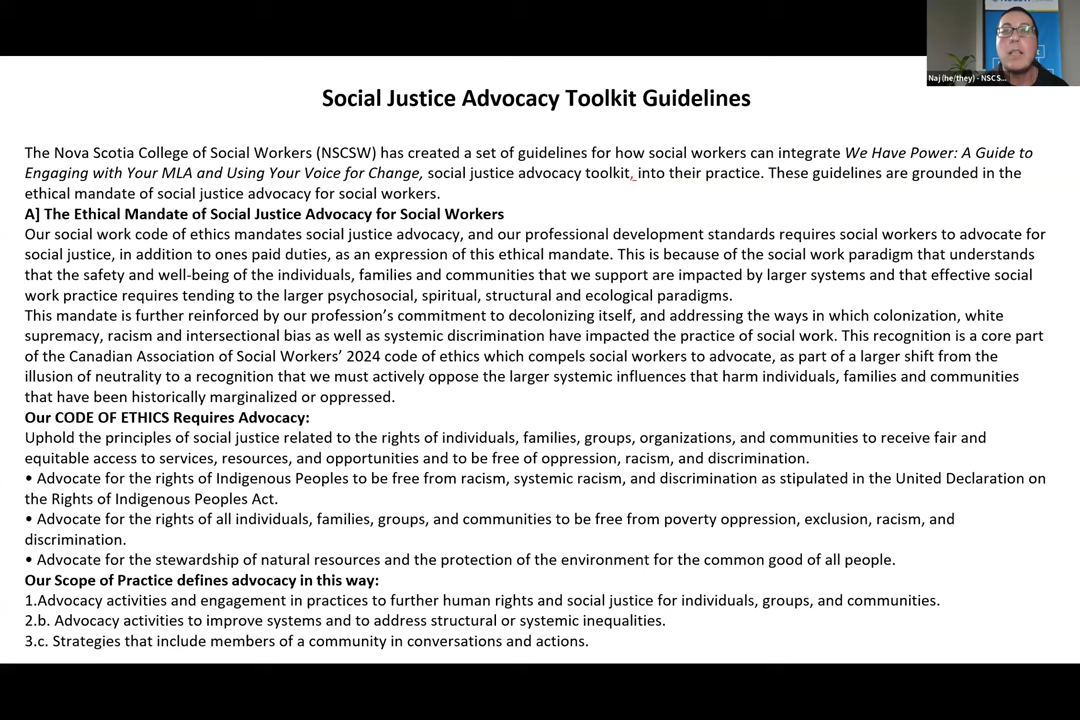 Naj (he/they) - NSCS...
Social Justice Advocacy Toolkit Guidelines
The Nova Scotia College of Social Workers (NSCSW) has created a set of guidelines for how social workers can integrate We Have Power: A Guide to
Engaging with Your MLA and Using Your Voice for Change, social justice advocacy toolkit, into their practice. These guidelines are grounded in the
ethical mandate of social justice advocacy for social workers.
A] The Ethical Mandate of Social Justice Advocacy for Social Workers
Our social work code of ethics mandates social justice advocacy, and our professional development standards requires social workers to advocate for
social justice, in addition to ones paid duties, as an expression of this ethical mandate. This is because of the social work paradigm that understands
that the safety and well-being of the individuals, families and communities that we support are impacted by larger systems and that effective social
work practice requires tending to the larger psychosocial, spiritual, structural and ecological paradigms.
This mandate is further reinforced by our profession's commitment to decolonizing itself, and addressing the ways in which colonization, white
supremacy, racism and intersectional bias as well as systemic discrimination have impacted the practice of social work. This recognition is a core part
of the Canadian Association of Social Workers' 2024 code of ethics which compels social workers to advocate, as part of a larger shift from the
illusion of neutrality to a recognition that we must actively oppose the larger systemic influences that harm individuals, families and communities
that have been historically marginalized or oppressed.
Our CODE OF ETHICS Requires Advocacy:
Uphold the principles of social justice related to the rights of individuals, families, groups, organizations, and communities to receive fair and
equitable access to services, resources, and opportunities and to be free of oppression, racism, and discrimination.
• Advocate for the rights of Indigenous Peoples to be free from racism, systemic racism, and discrimination as stipulated in the United Declaration on
the Rights of Indigenous Peoples Act.
• Advocate for the rights of all individuals, families, groups, and communities to be free from poverty oppression, exclusion, racism, and
discrimination.
• Advocate for the stewardship of natural resources and the protection of the environment for the common good of all people.
Our Scope of Practice defines advocacy in this way:
1.Advocacy activities and engagement in practices to further human rights and social justice for individuals, groups, and communities.
2.b. Advocacy activities to improve systems and to address structural or systemic inequalities.
3.c. Strategies that include members of a community in conversations and actions.